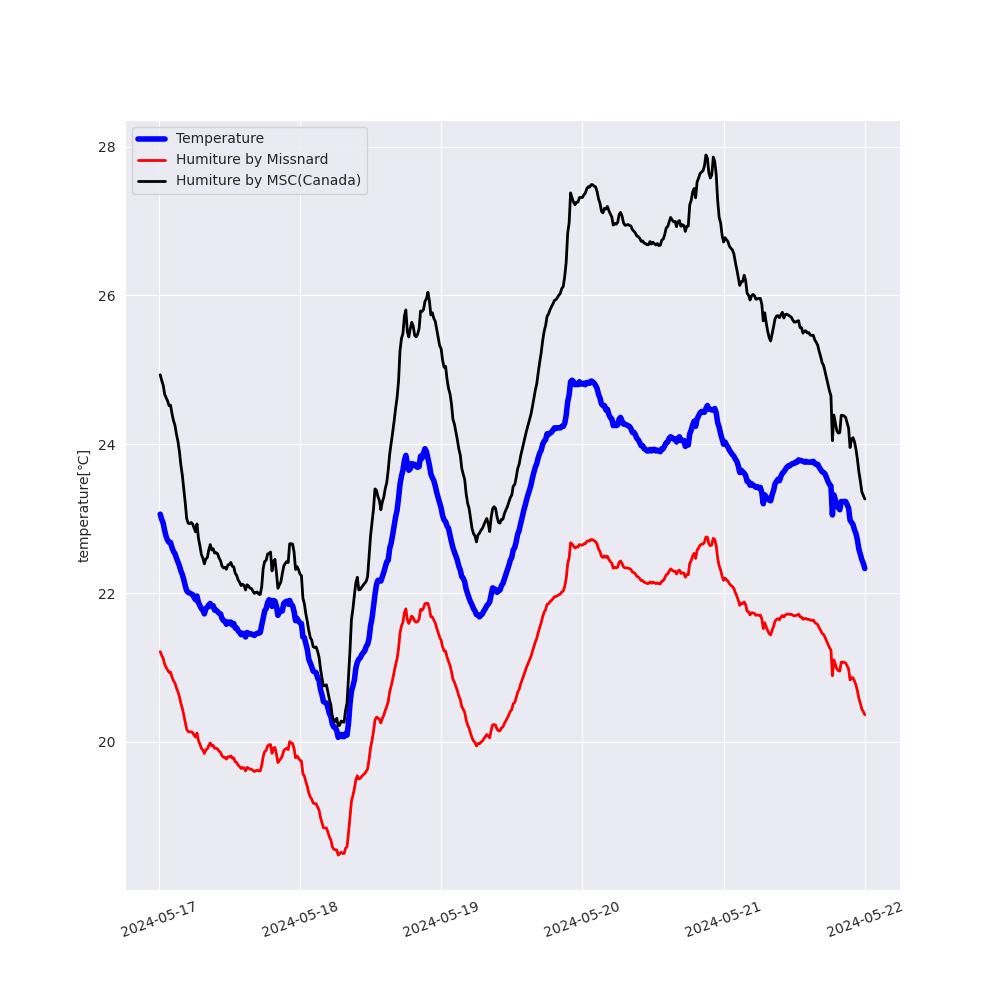 Temperature
Humiture by Missnard
Humiture by MSC(Canada)
28
26
24
22
20
temperature[℃]
2024-05-17
2024-05-18
2024-05-19
2024-05-20
2024-05-21
2024-05-22